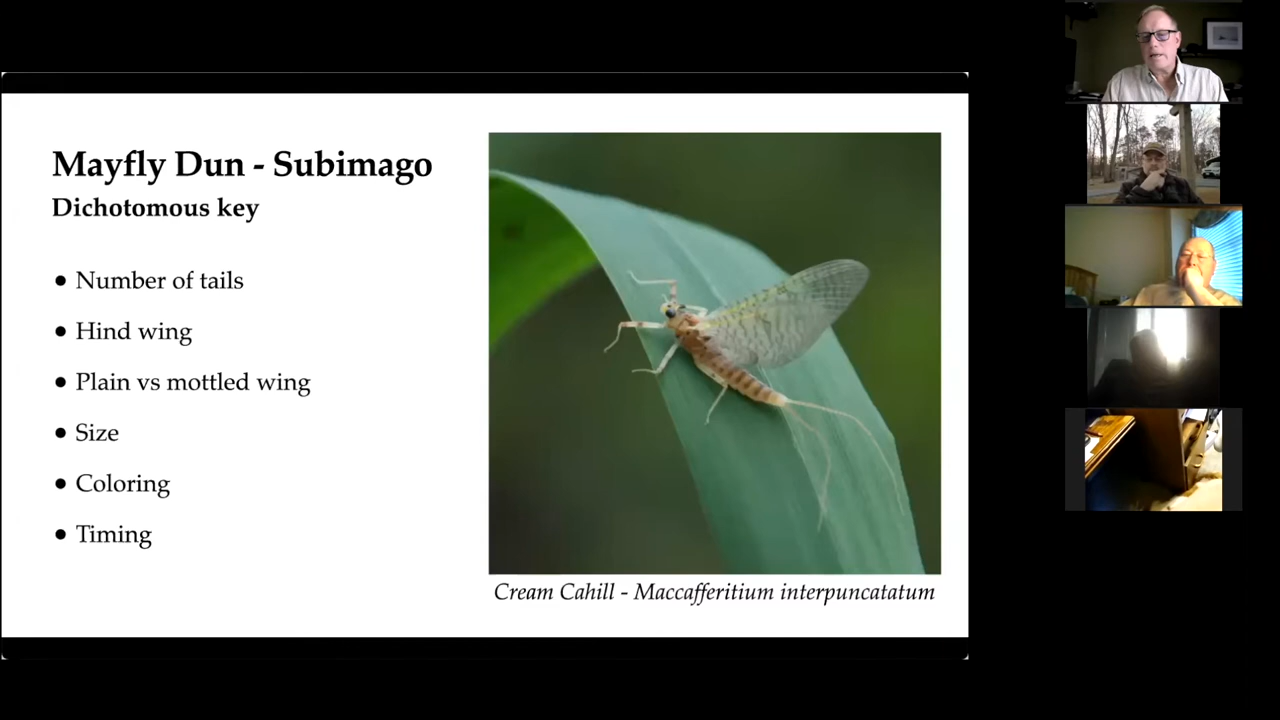 Mayfly Dun - Subimago
Dichotomous key
• Number of tails
• Hind wing
• Plain vs mottled wing
• Size
• Coloring
• Timing
Cream Cahill - Maccafferitium interpuncatatum